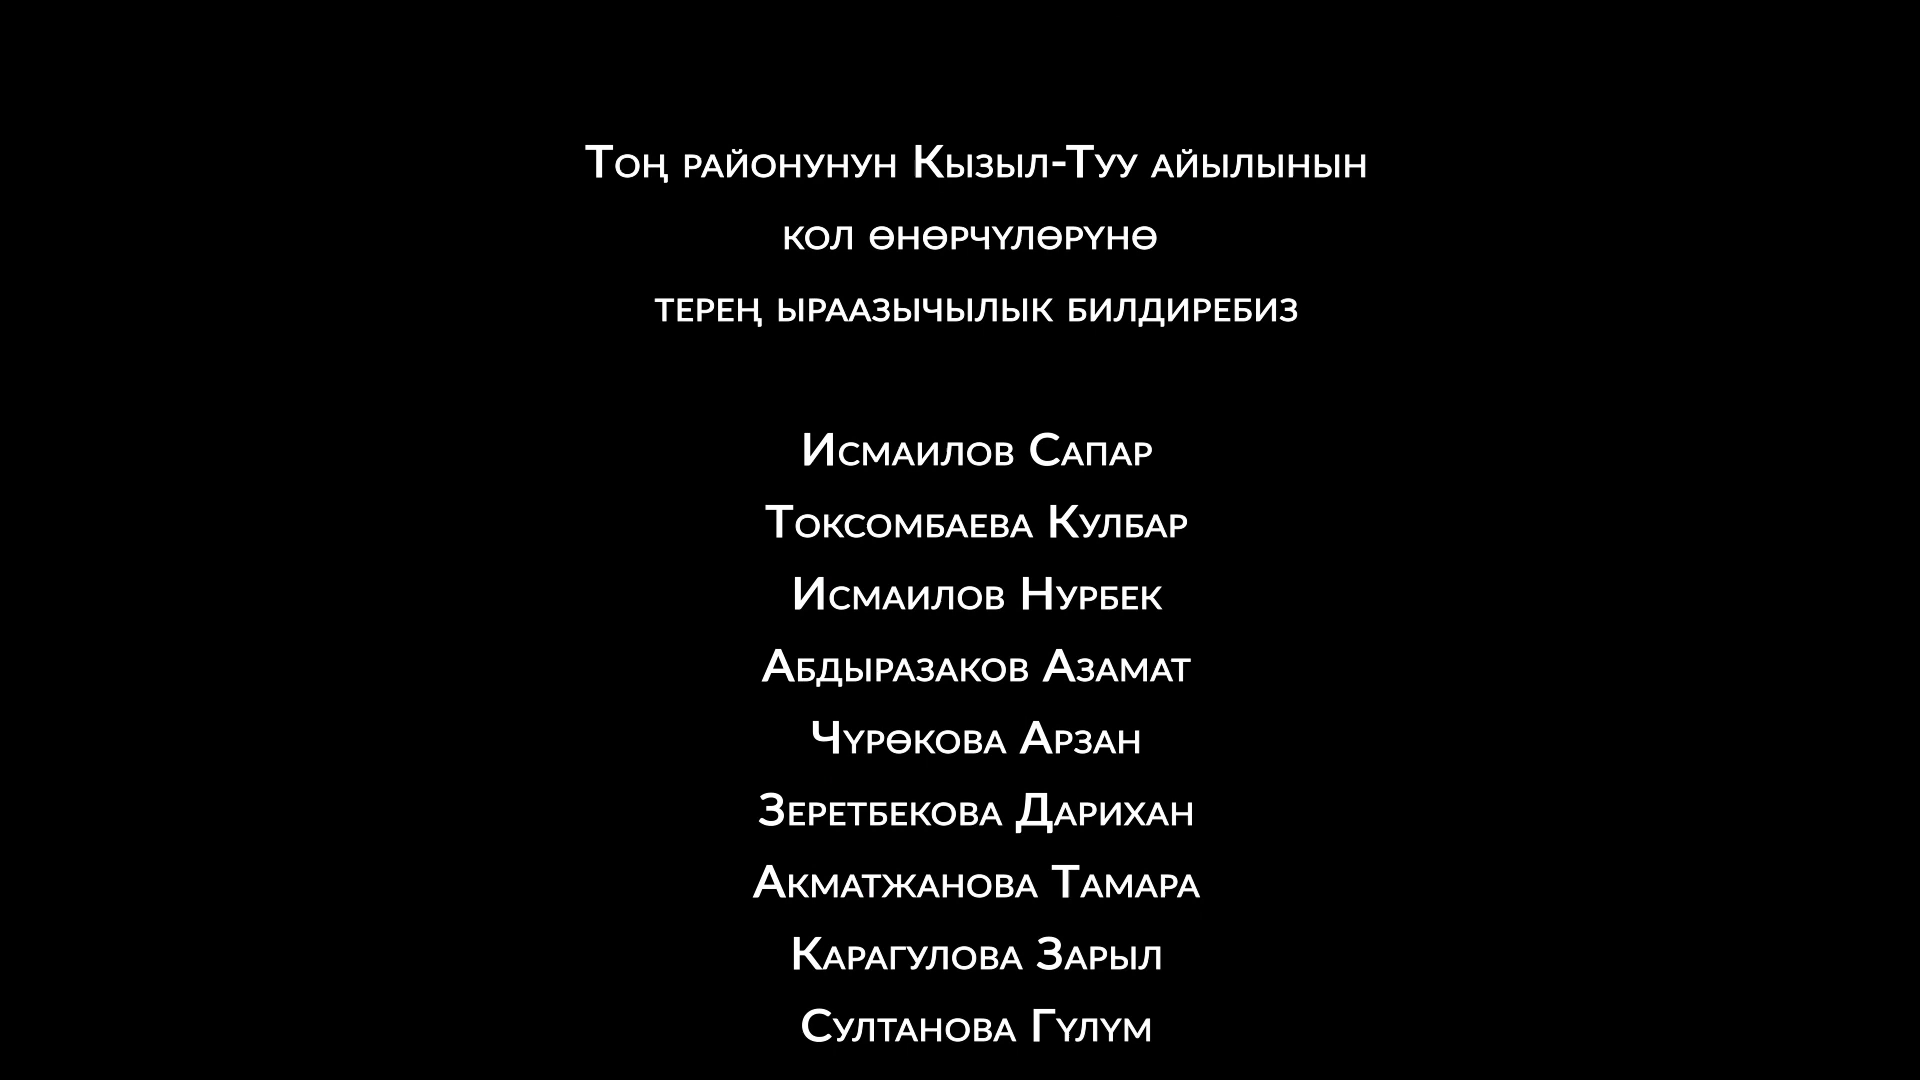 Тоң районунун Кызыл-Туу айылынын
кол өнөрчүлөрүнө
терең ыраазычылык билдиребиз
Исмаилов Сапар
Токсомбаева Кулбар
Исмаилов Нурбек
Абдыразаков Азамат
Чүрөкова Арзан
Зеретбекова Дарихан
Акматжанова Тамара
Карагулова Зарыл
Султанова Гүлүм